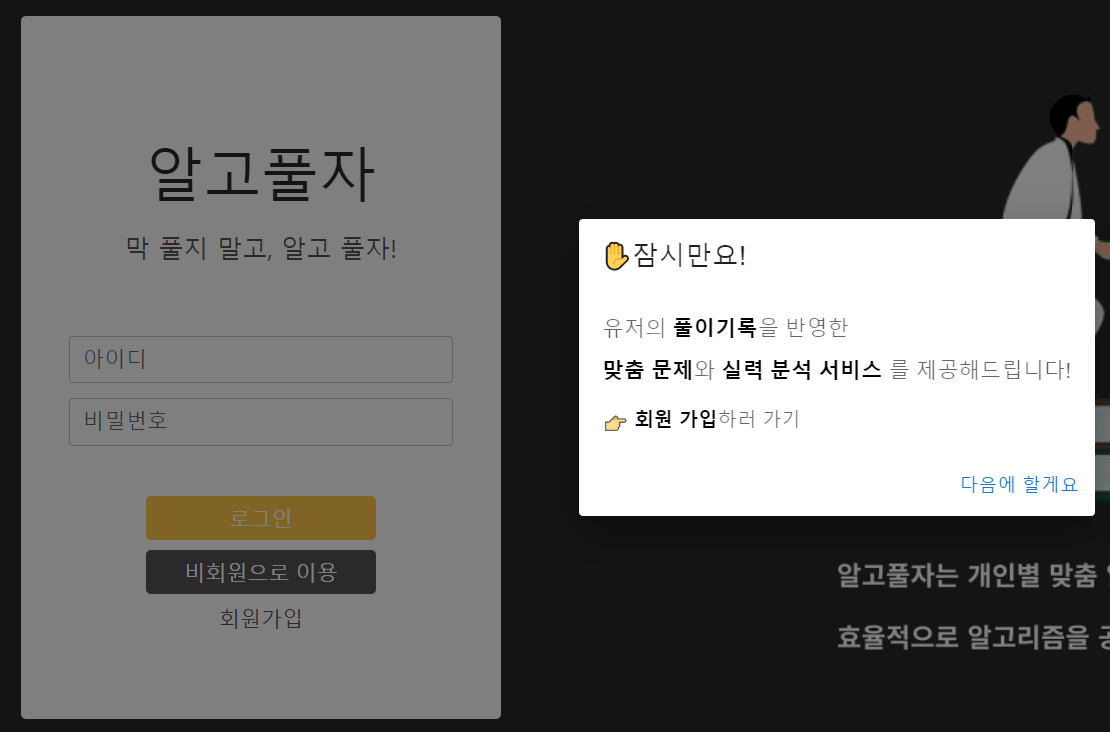 알고풀자
막 풀지 말고, 알고 풀자!
아이디
비밀번호
로그인
비회원으로 이용
회원가입
✋잠시만요!
유저의 풀이기록을 반영한
맞춤 문제와 실력 분석 서비스 를 제공해드립니다!
👉 회원 가입하러 가기
다음에 할게요
알고풀자는 개인별 맞춤
효율적으로 알고리즘을